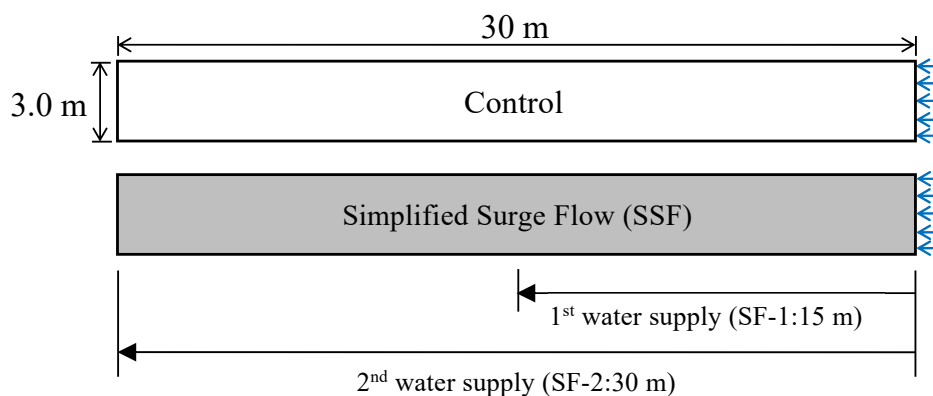 30 m
3.0 m
Control
Simplified Surge Flow (SSF)
1st water supply (SF-1:15 m)
2nd water supply (SF-2:30 m)